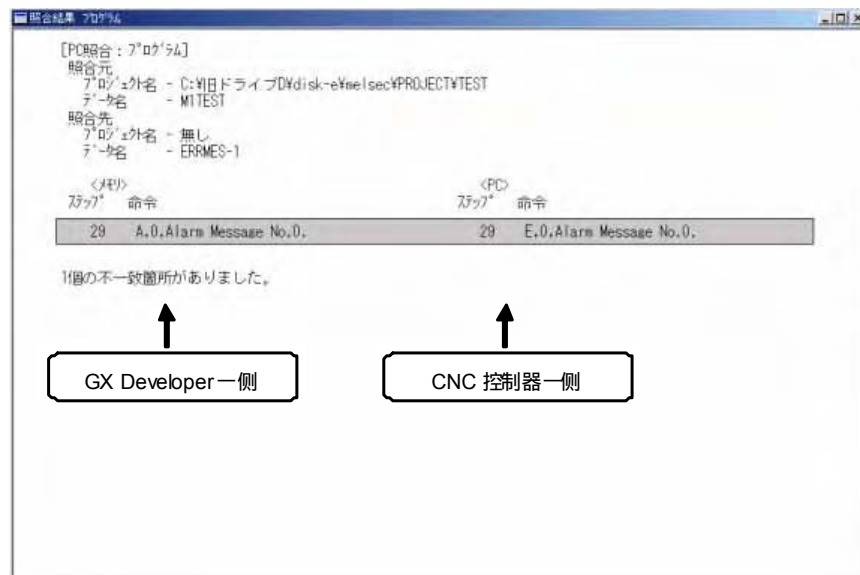 照合結果 プログラム
[PC照合:プログラム]
照合元
プロジェクト名 - C:¥旧ドライブD¥disk-e¥melsec¥PROJECT¥TEST
データ名 - M1TEST
照合先
プロジェクト名 - 無し
データ名 - ERRMES-1
<メモリ> <PC>
ステップ 命令 ステップ 命令
29 A.0.Alarm Message No.0. 29 E.0.Alarm Message No.0.
1個の不一致箇所がありました。
GX Developer一侧 CNC 控制器一侧